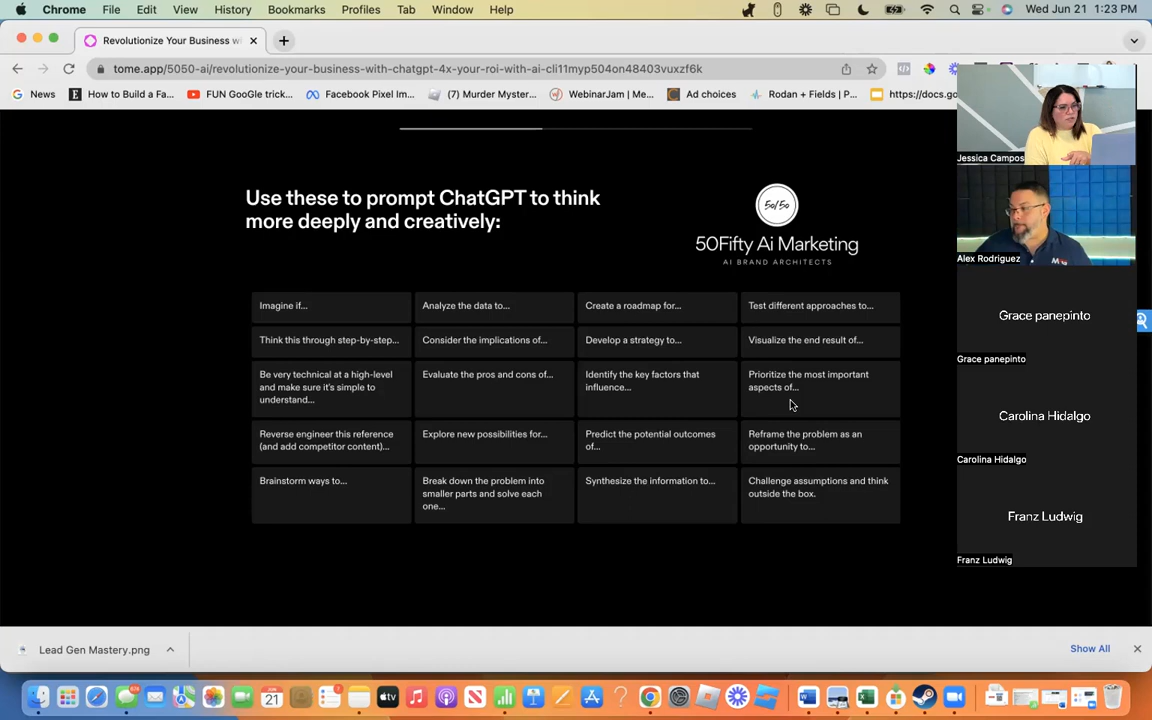 Chrome File Edit View History Bookmarks Profiles Tab Window Help Wed Jun 21 1:23 PM
Revolutionize Your Business wi
tome.app/5050-ai/revolutionize-your-business-with-chatgpt-4x-your-roi-with-ai-cli11myp504on48403vuxzf6k
News How to Build a Fa... FUN GooGle trick... Facebook Pixel Im... (7) Murder Myster... WebinarJam | Me... Ad choices Rodan + Fields | P... https://docs.go
Jessica Campos
Alex Rodriguez
Grace panepinto
Grace panepinto
Carolina Hidalgo
Carolina Hidalgo
Franz Ludwig
Franz Ludwig
Use these to prompt ChatGPT to think
more deeply and creatively:
50/50
50Fifty Ai Marketing
AI BRAND ARCHITECTS
Imagine if...
Analyze the data to...
Create a roadmap for...
Test different approaches to...
Think this through step-by-step...
Consider the implications of...
Develop a strategy to...
Visualize the end result of...
Be very technical at a high-level
and make sure it's simple to
understand...
Evaluate the pros and cons of...
Identify the key factors that
influence...
Prioritize the most important
aspects of...
Reverse engineer this reference
(and add competitor content)...
Explore new possibilities for...
Predict the potential outcomes
of...
Reframe the problem as an
opportunity to...
Brainstorm ways to...
Break down the problem into
smaller parts and solve each
one...
Synthesize the information to...
Challenge assumptions and think
outside the box.
Lead Gen Mastery.png
Show All